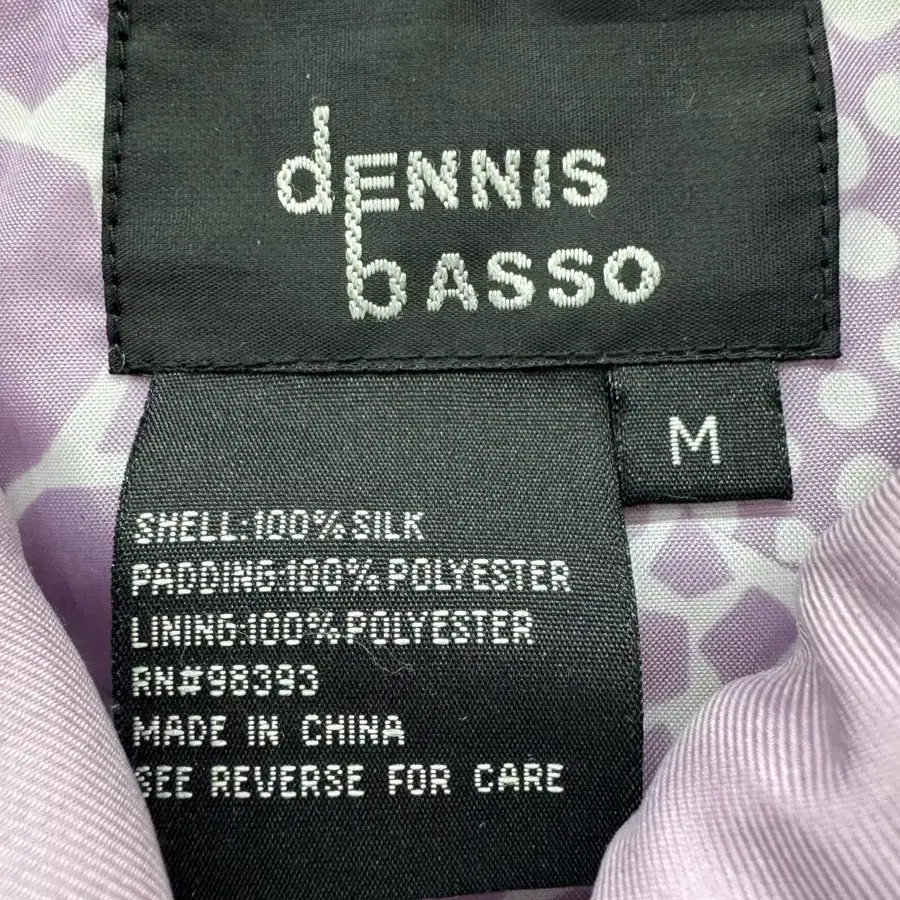 dENNIS
bASSO
M
SHELL:100%SILK
PADDING:100%POLYESTER
LINING:100%POLYESTER
RN#98393
MADE IN CHINA
SEE REVERSE FOR CARE